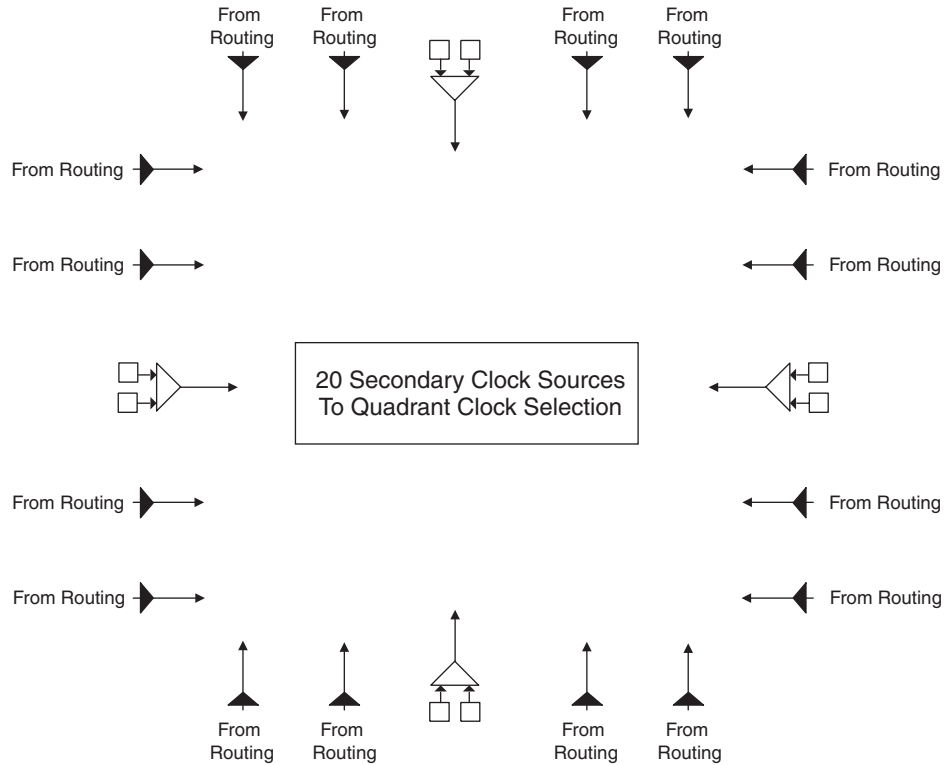 From
Routing
From
Routing
From
Routing
From
Routing
From Routing
From Routing
From Routing
From Routing
20 Secondary Clock Sources
To Quadrant Clock Selection
From Routing
From Routing
From Routing
From Routing
From
Routing
From
Routing
From
Routing
From
Routing